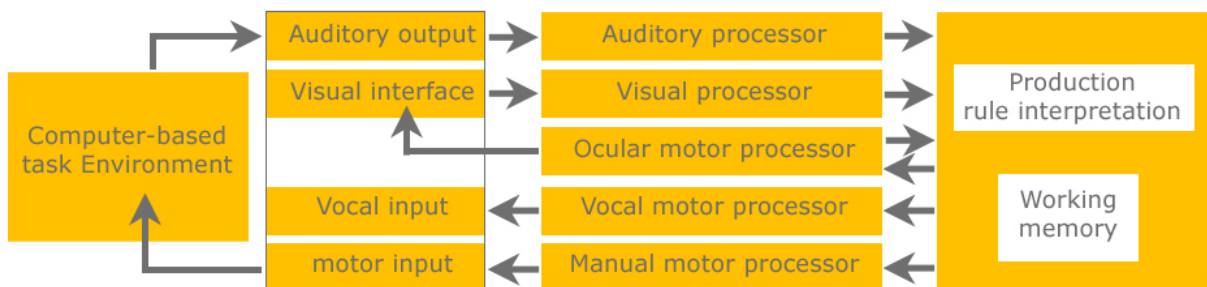 Computer-based
task Environment
Auditory output
Visual interface
Vocal input
motor input
Auditory processor
Visual processor
Ocular motor processor
Vocal motor processor
Manual motor processor
Production
rule interpretation
Working
memory